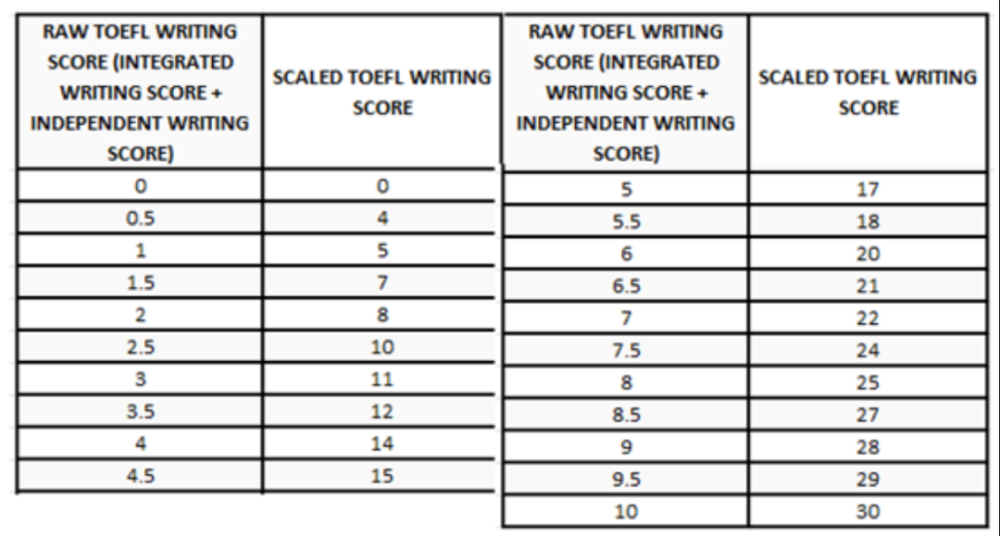 RAW TOEFL WRITING
SCORE (INTEGRATED
WRITING SCORE +
INDEPENDENT WRITING
SCORE)
SCALED TOEFL WRITING
SCORE
0 0
0.5 4
1 5
1.5 7
2 8
2.5 10
3 11
3.5 12
4 14
4.5 15
RAW TOEFL WRITING
SCORE (INTEGRATED
WRITING SCORE +
INDEPENDENT WRITING
SCORE)
SCALED TOEFL WRITING
SCORE
5 17
5.5 18
6 20
6.5 21
7 22
7.5 24
8 25
8.5 27
9 28
9.5 29
10 30